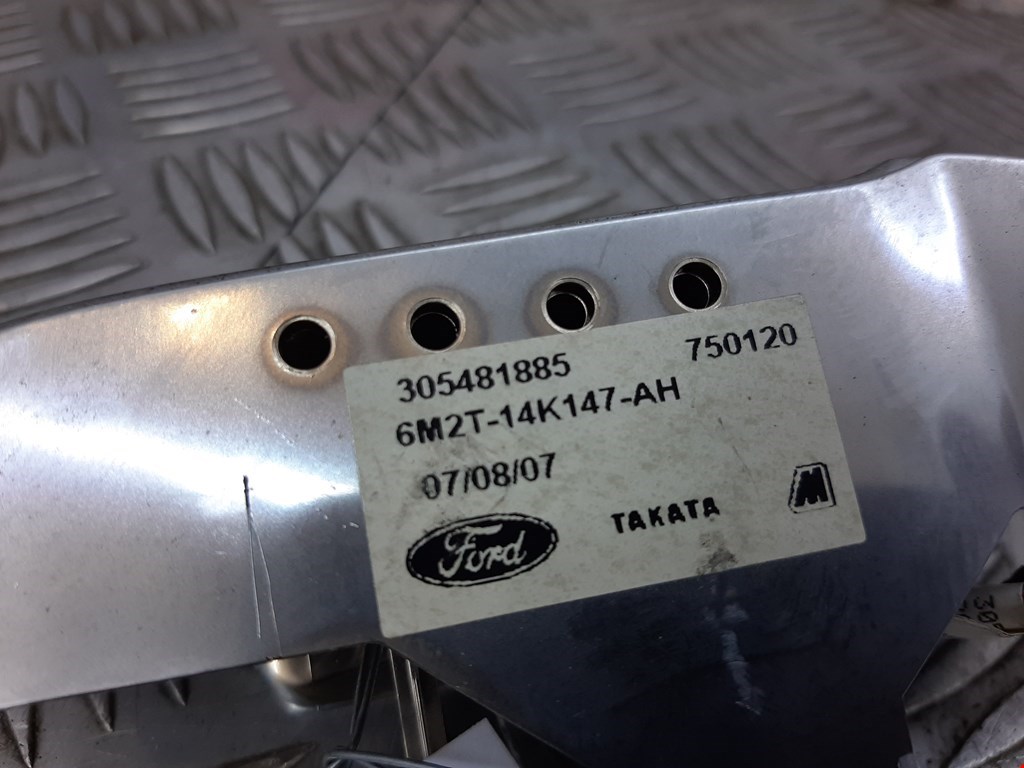 305481885 750120
6M2T-14K147-AH
07/08/07
Ford TAKATA M